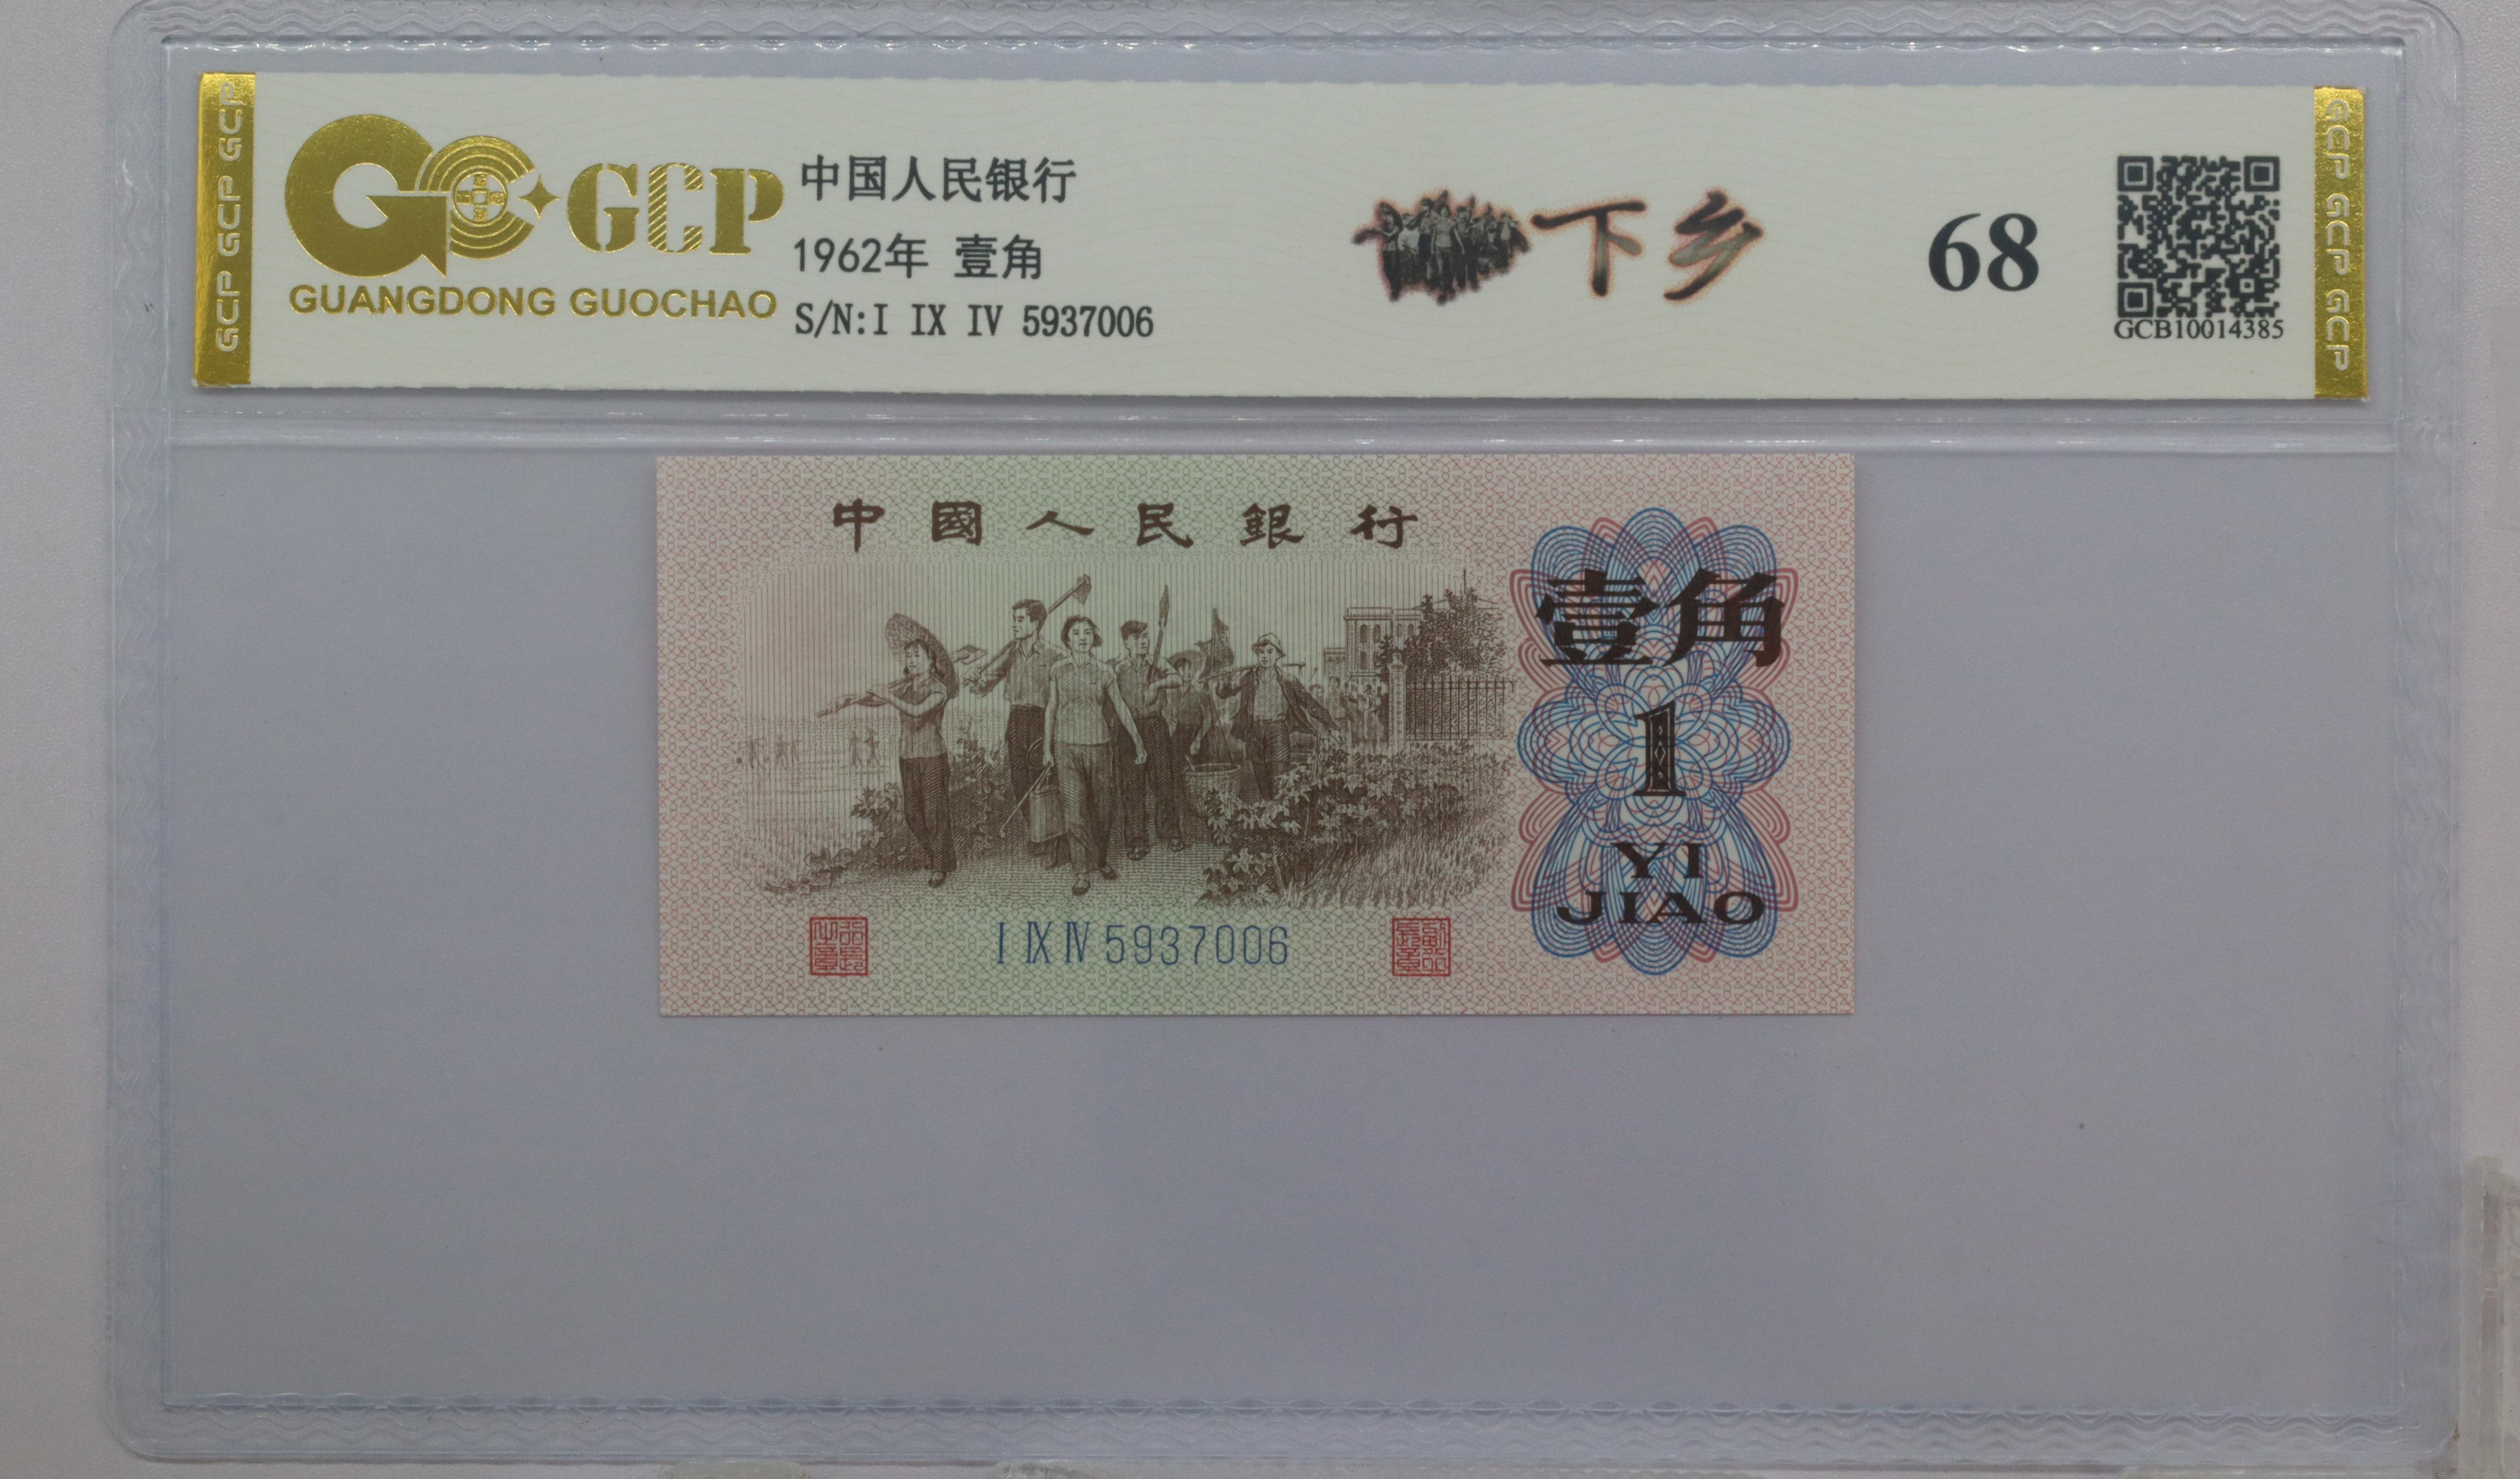 GCP GCP GCP
GCP
GUANGDONG GUOCHAO
中国人民银行
1962年 壹角
S/N:I IX IV 5937006
下乡
68
GCB10014385
GCP GCP GCP
中國人民銀行
壹角
1
YI
JIAO
I IX IV 5937006